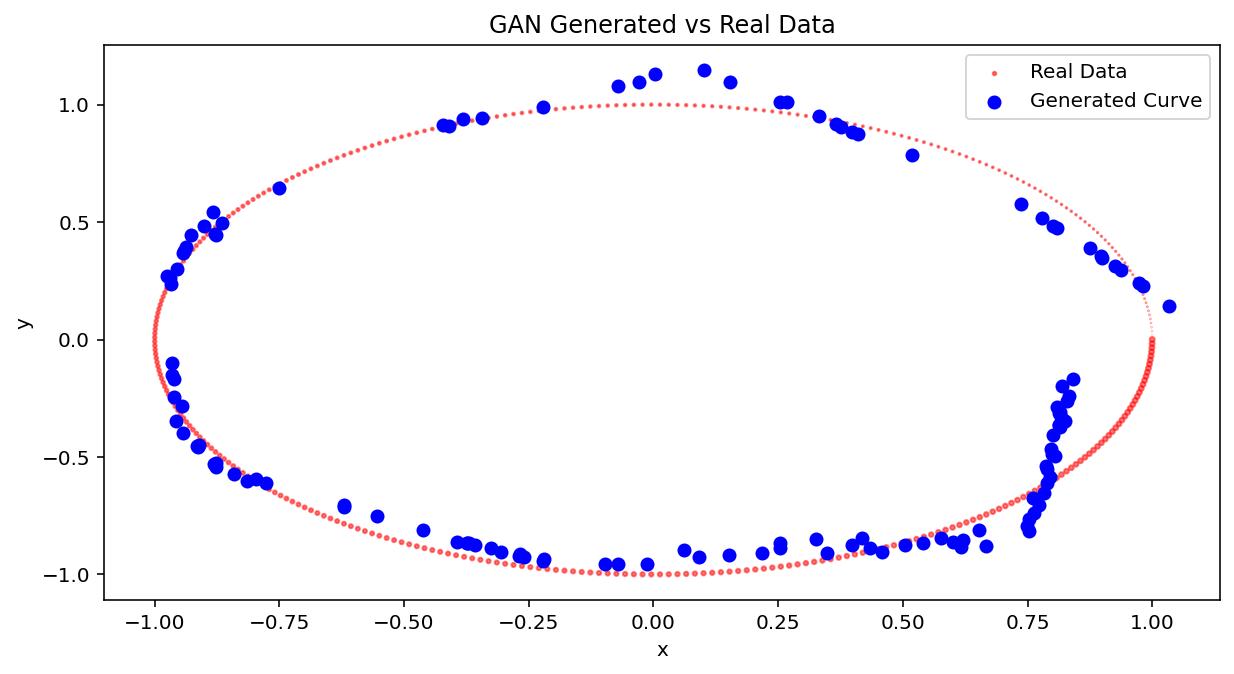 GAN Generated vs Real Data
Real Data
Generated Curve
1.0
0.5
0.0
−0.5
−1.0
y
−1.00 −0.75 −0.50 −0.25 0.00 0.25 0.50 0.75 1.00
x